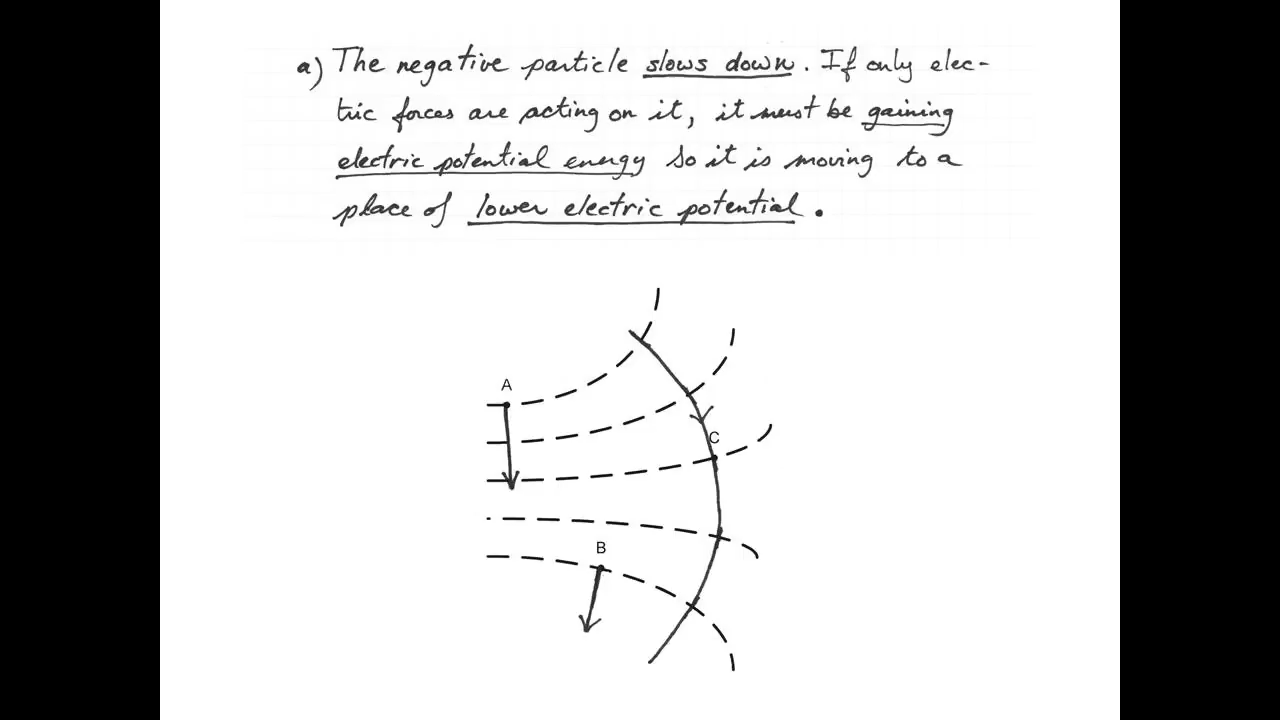 a) The negative particle slows down. If only elec-
tric forces are acting on it, it must be gaining
electric potential energy so it is moving to a
place of lower electric potential.
A
C
B